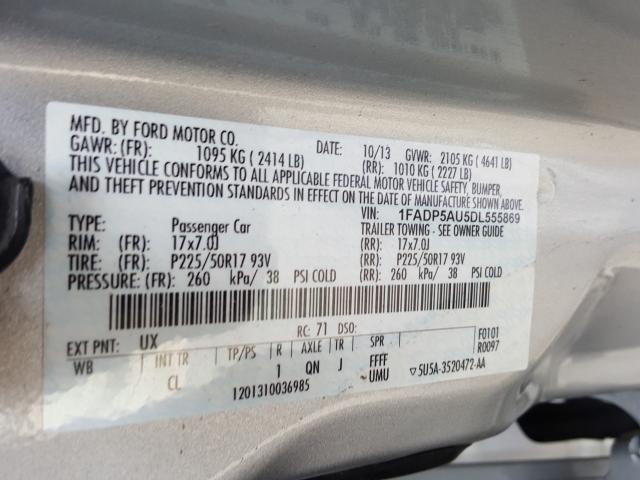 MFD. BY FORD MOTOR CO. DATE: 10/13 GVWR: 2105 KG ( 4641 LB)
GAWR: (FR): 1095 KG ( 2414 LB) (RR): 1010 KG ( 2227 LB)
THIS VEHICLE CONFORMS TO ALL APPLICABLE FEDERAL MOTOR VEHICLE SAFETY, BUMPER,
AND THEFT PREVENTION STANDARDS IN EFFECT ON THE DATE OF MANUFACTURE SHOWN ABOVE.
VIN: 1FADP5AU5DL555869
TYPE: Passenger Car TRAILER TOWING - SEE OWNER GUIDE
RIM: (FR): 17x7.0J (RR): 17x7.0J
TIRE: (FR): P225/50R17 93V (RR): P225/50R17 93V
PRESSURE: (FR): 260 kPa/ 38 PSI COLD (RR): 260 kPa/ 38 PSI COLD
EXT PNT: UX RC: 71 DSO: F0101
WB INT TR TP/PS R AXLE TR SPR R0097
CL 1 QN J FFFF
1201310036985 UMU ▽5U5A-3520472-AA